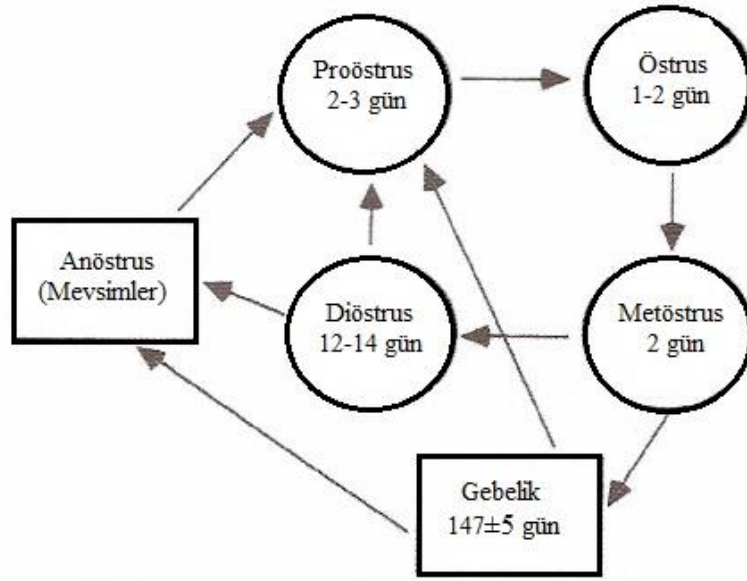 Proöstrus
2-3 gün
Östrus
1-2 gün
Anöstrus
(Mevsimler)
Diöstrus
12-14 gün
Metöstrus
2 gün
Gebelik
147±5 gün